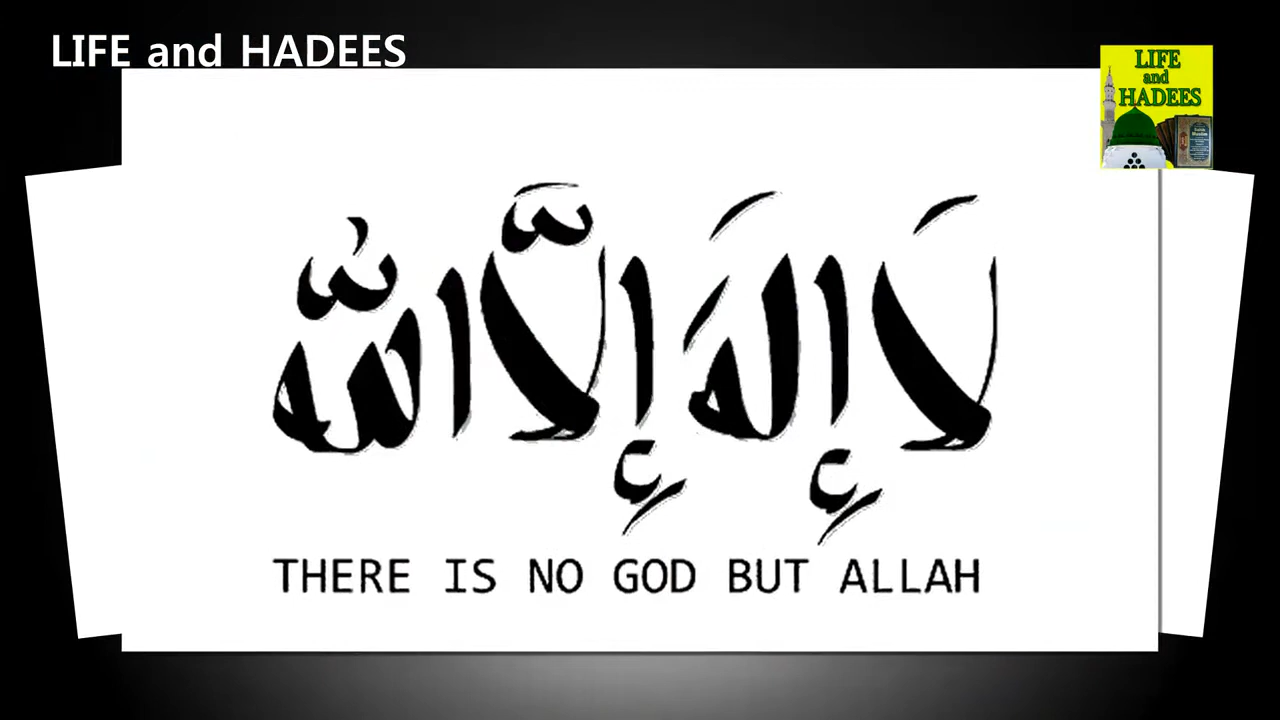 LIFE and HADEES
LIFE
and
HADEES
لَا إِلٰهَ إِلَّا اللّٰهُ
THERE IS NO GOD BUT ALLAH